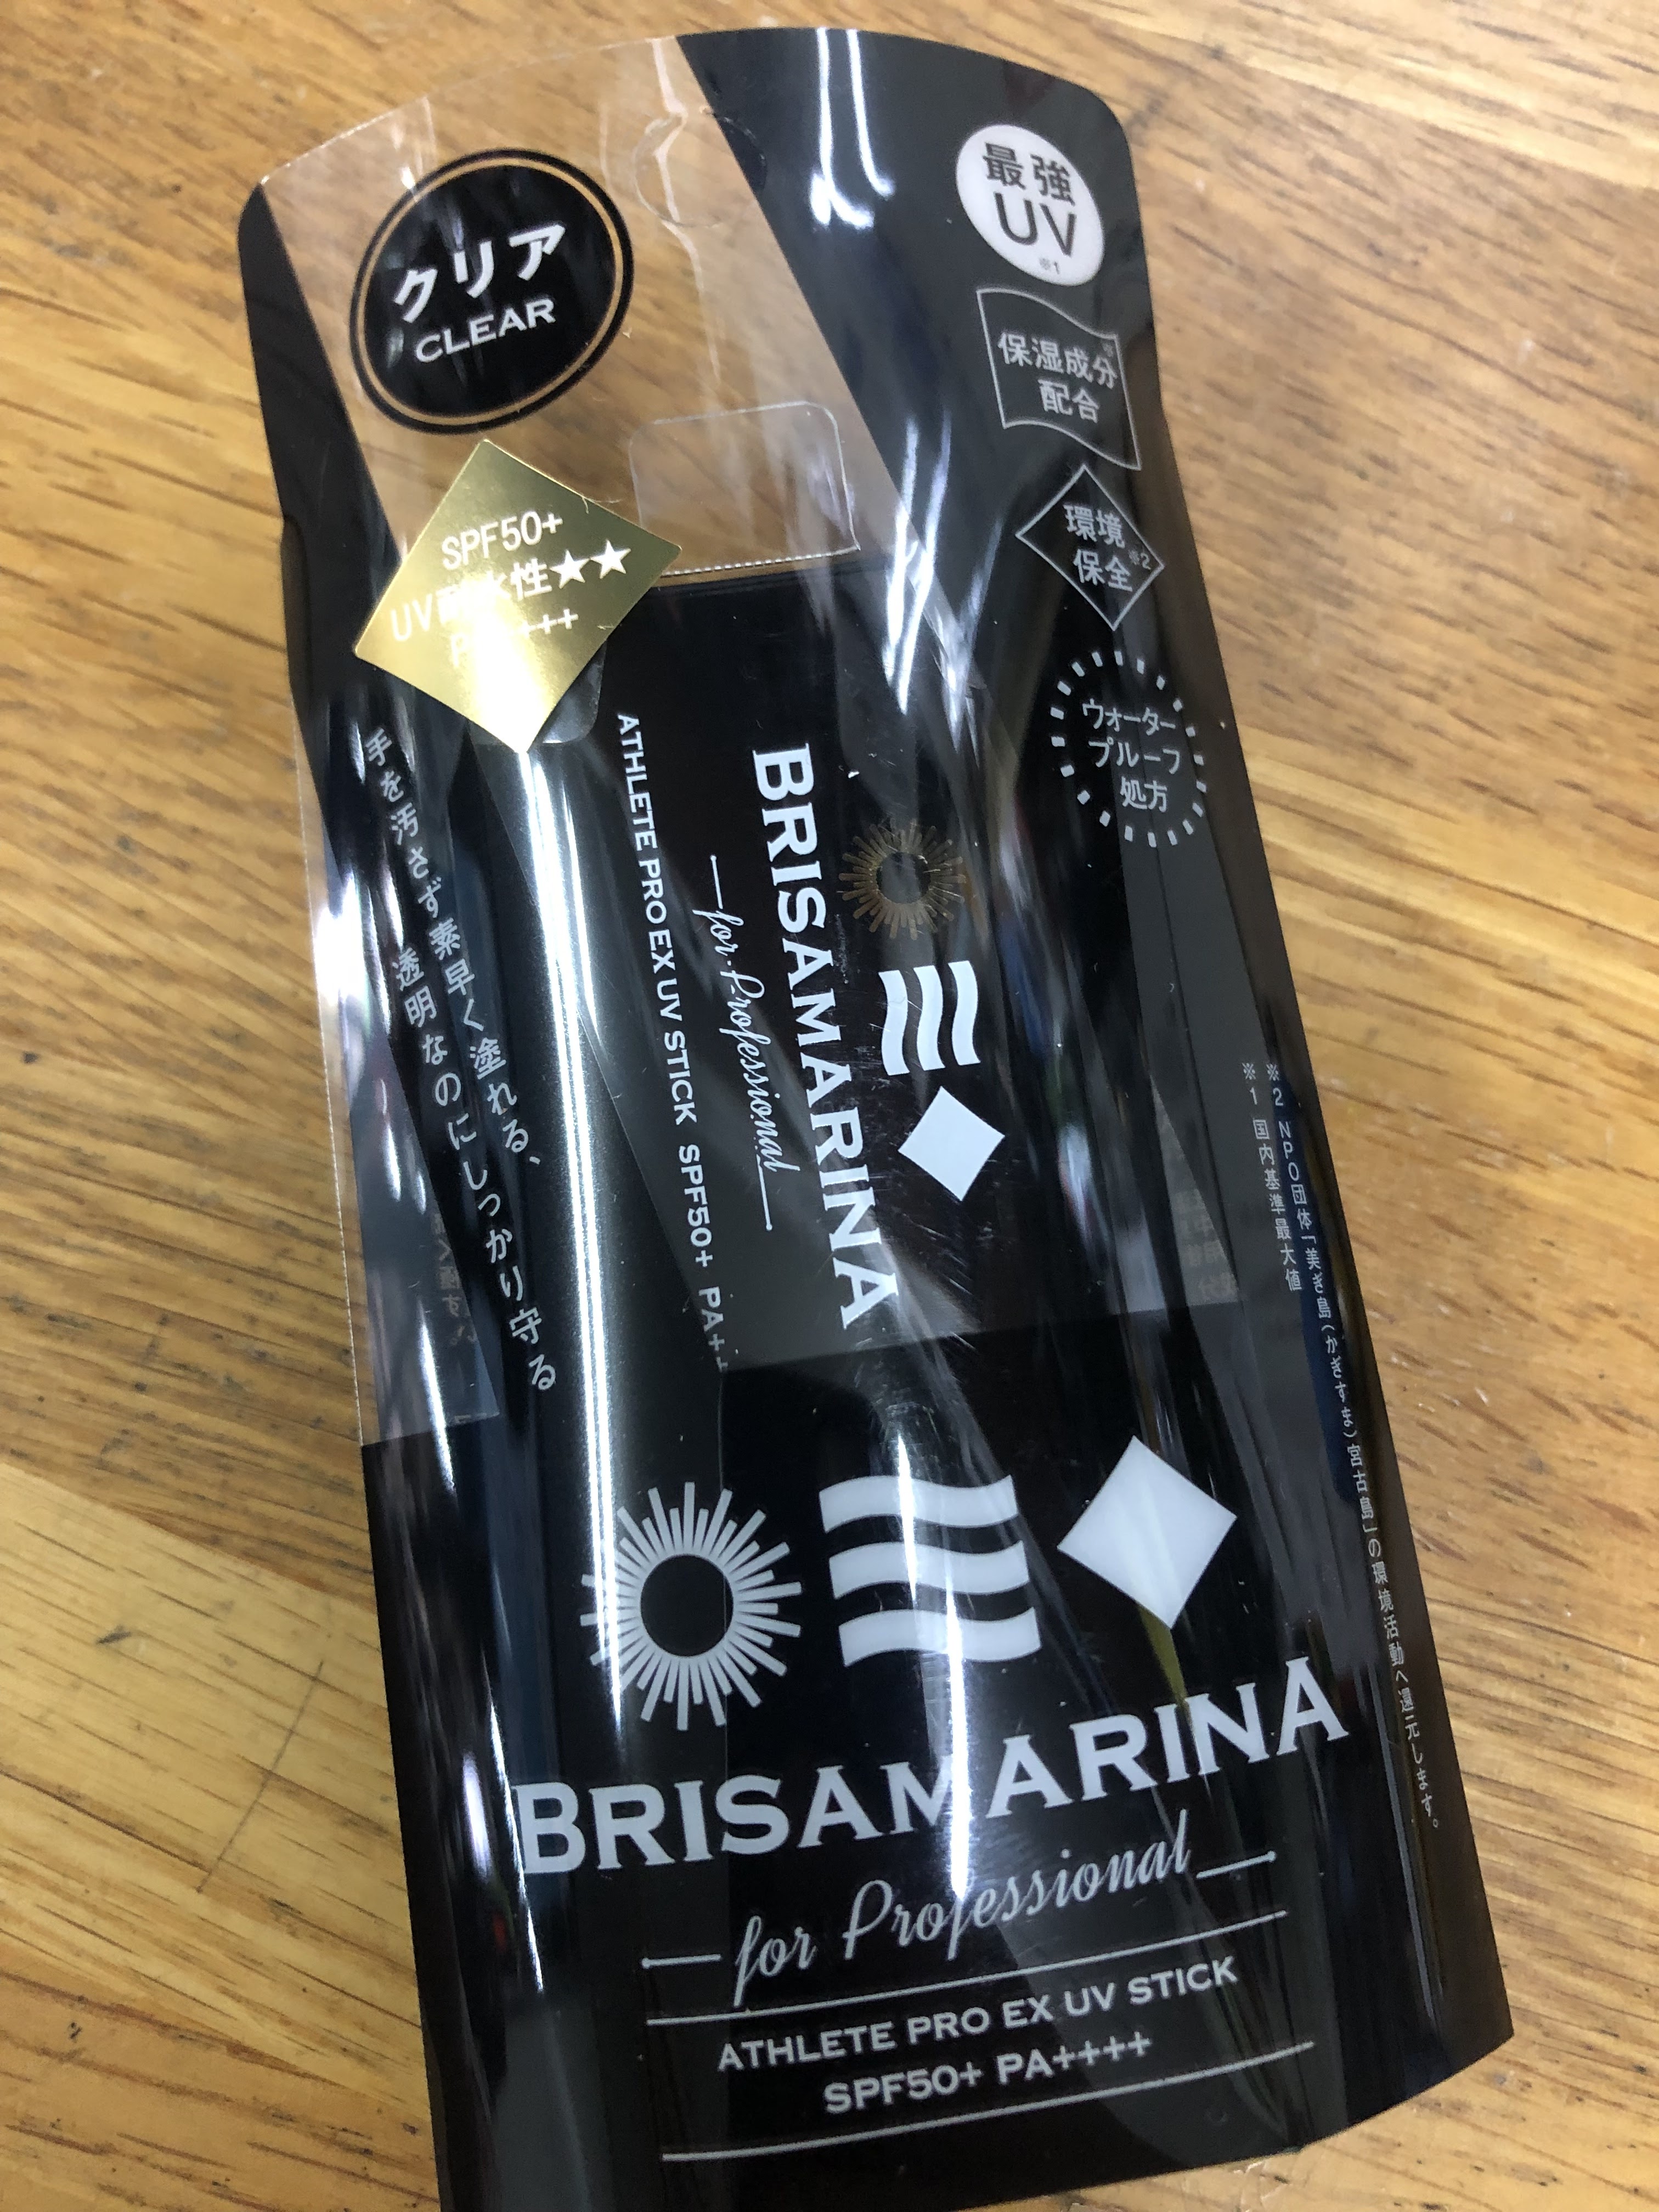 クリア
CLEAR
最強
UV
※1
保湿成分
配合
環境
保全※2
ウォーター
プルーフ
処方
SPF50+
UV耐水性★★
手を汚さず素早く塗れる、
透明なのにしっかり守る
BRISAMARINA
for Professional
ATHLETE PRO EX UV STICK SPF50+ PA++
※2 NPO団体「美ぎ島(かぎすま)宮古島」の環境活動へ還元します。
※1 国内基準最大値
BRISAMARINA
for Professional
ATHLETE PRO EX UV STICK
SPF50+ PA++++